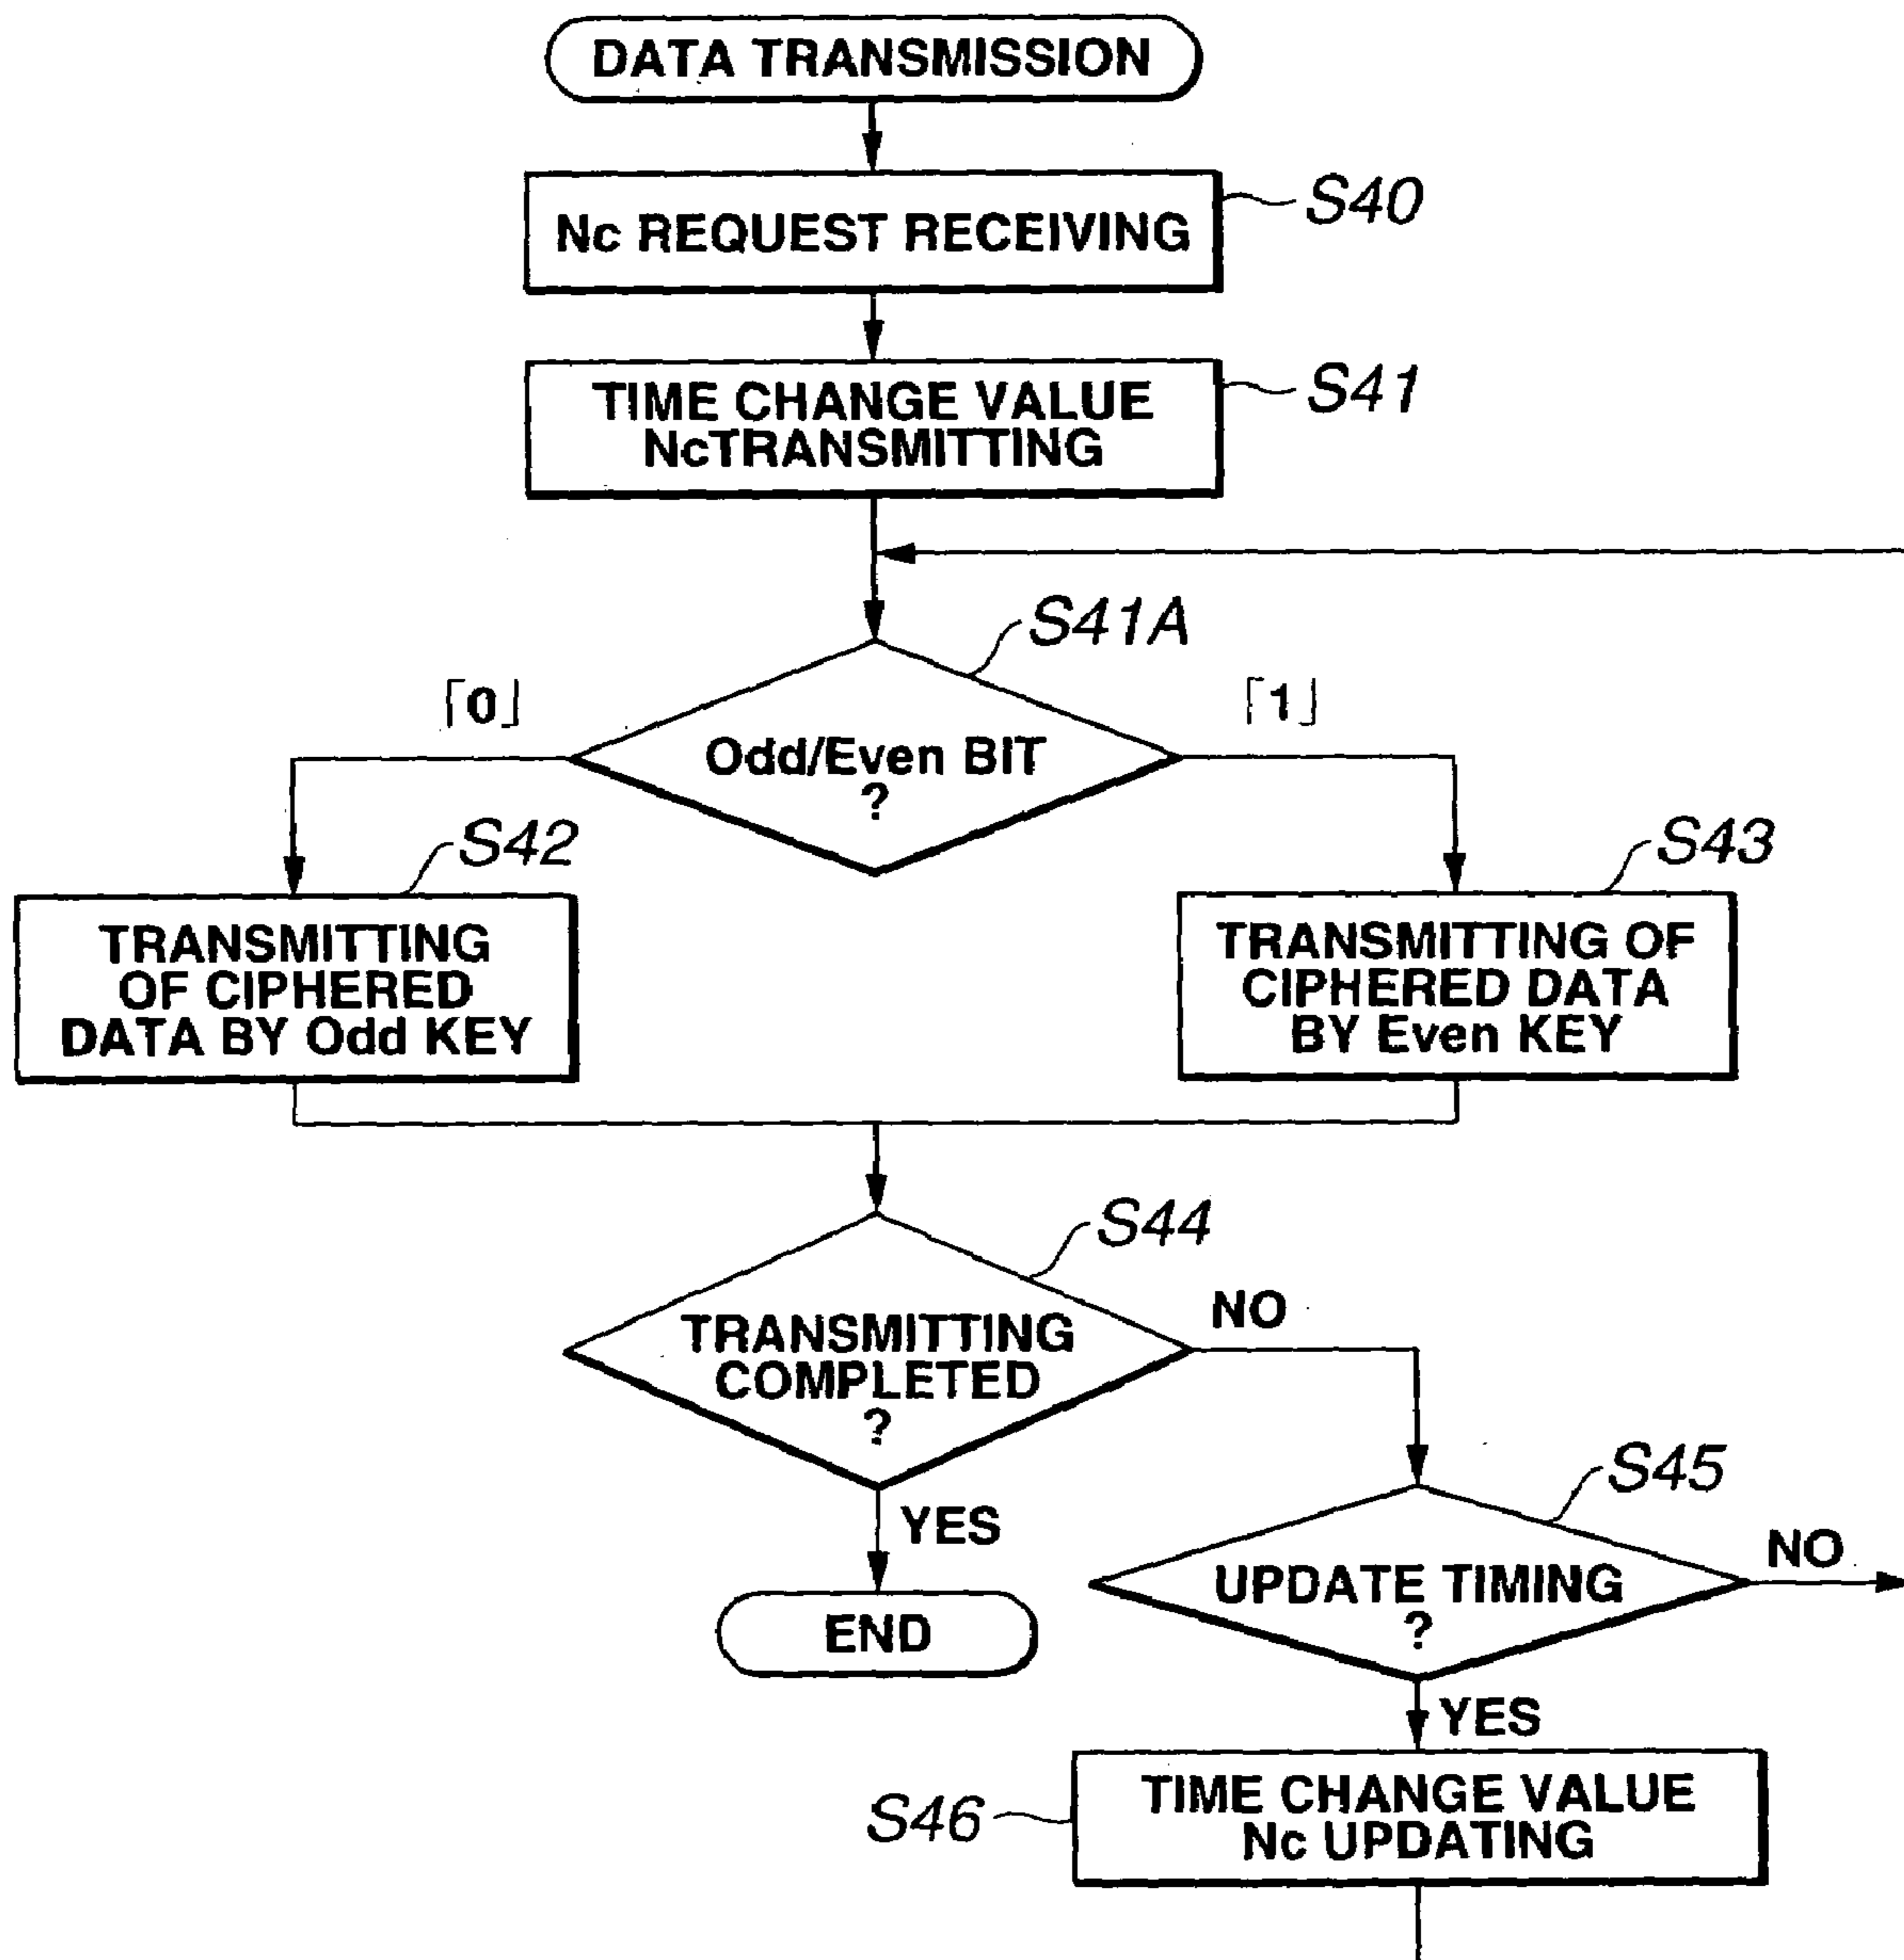 DATA TRANSMISSION
Nc REQUEST RECEIVING
S40
TIME CHANGE VALUE
NcTRANSMITTING
S41
S41A
「0」
「1」
Odd/Even BIT
?
S42
S43
TRANSMITTING
OF CIPHERED
DATA BY Odd KEY
TRANSMITTING OF
CIPHERED DATA
BY Even KEY
S44
TRANSMITTING
COMPLETED
?
NO
YES
S45
END
UPDATE TIMING
?
NO
YES
S46
TIME CHANGE VALUE
Nc UPDATING